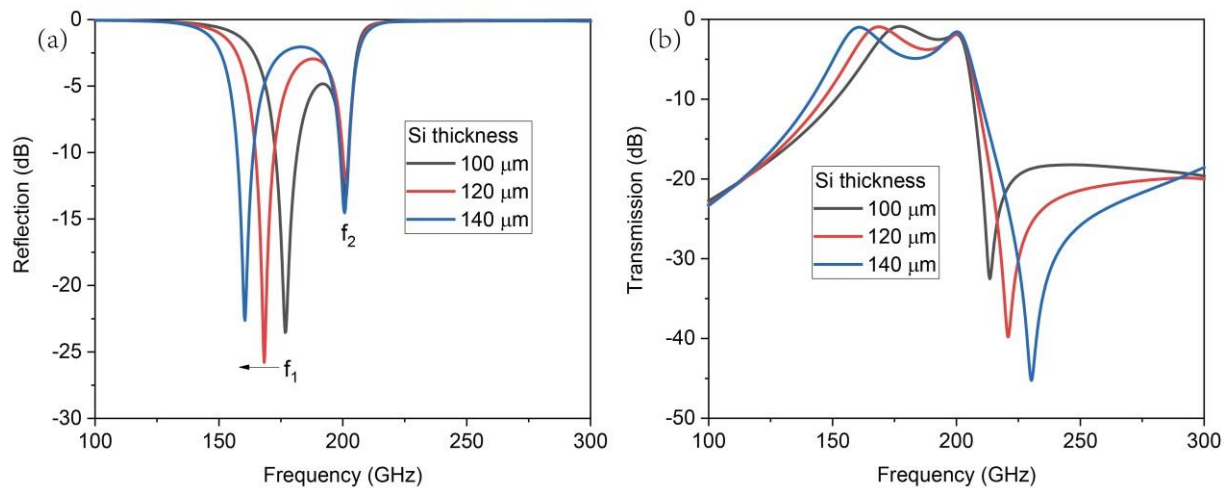 (a)
0
-5
-10
-15
-20
-25
-30
Reflection (dB)
100
150
200
250
300
Frequency (GHz)
Si thickness
100 μm
120 μm
140 μm
f₂
f₁
(b)
0
-10
-20
-30
-40
-50
Transmission (dB)
100
150
200
250
300
Frequency (GHz)
Si thickness
100 μm
120 μm
140 μm